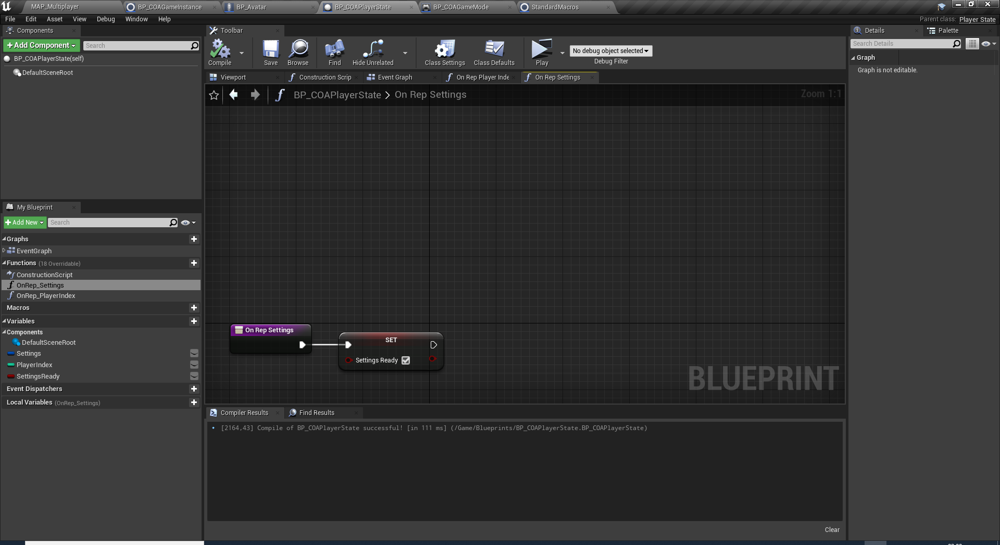 MAP_Multiplayer
BP_COAGameInstance
BP_Avatar
BP_COAPlayerState
BP_COAGameMode
StandardMacros
File Edit Asset View Debug Window Help
Parent class: Player State
Components
Toolbar
Details
Palette
Add Component
Search
Compile
Save
Browse
Find
Hide Unrelated
Class Settings
Class Defaults
Play
No debug object selected
Debug Filter
Search Details
Graph
Graph is not editable.
BP_COAPlayerState(self)
DefaultSceneRoot
Viewport
Construction Scrip
Event Graph
On Rep Player Inde
On Rep Settings
BP_COAPlayerState > On Rep Settings
Zoom 1:1
My Blueprint
Add New
Search
Graphs
EventGraph
Functions (18 Overridable)
ConstructionScript
OnRep_Settings
OnRep_PlayerIndex
Macros
Variables
Components
DefaultSceneRoot
Settings
PlayerIndex
SettingsReady
Event Dispatchers
Local Variables (OnRep_Settings)
On Rep Settings
SET
Settings Ready
BLUEPRINT
Compiler Results
Find Results
[2164,43] Compile of BP_COAPlayerState successful! [in 111 ms] (/Game/Blueprints/BP_COAPlayerState.BP_COAPlayerState)
Clear